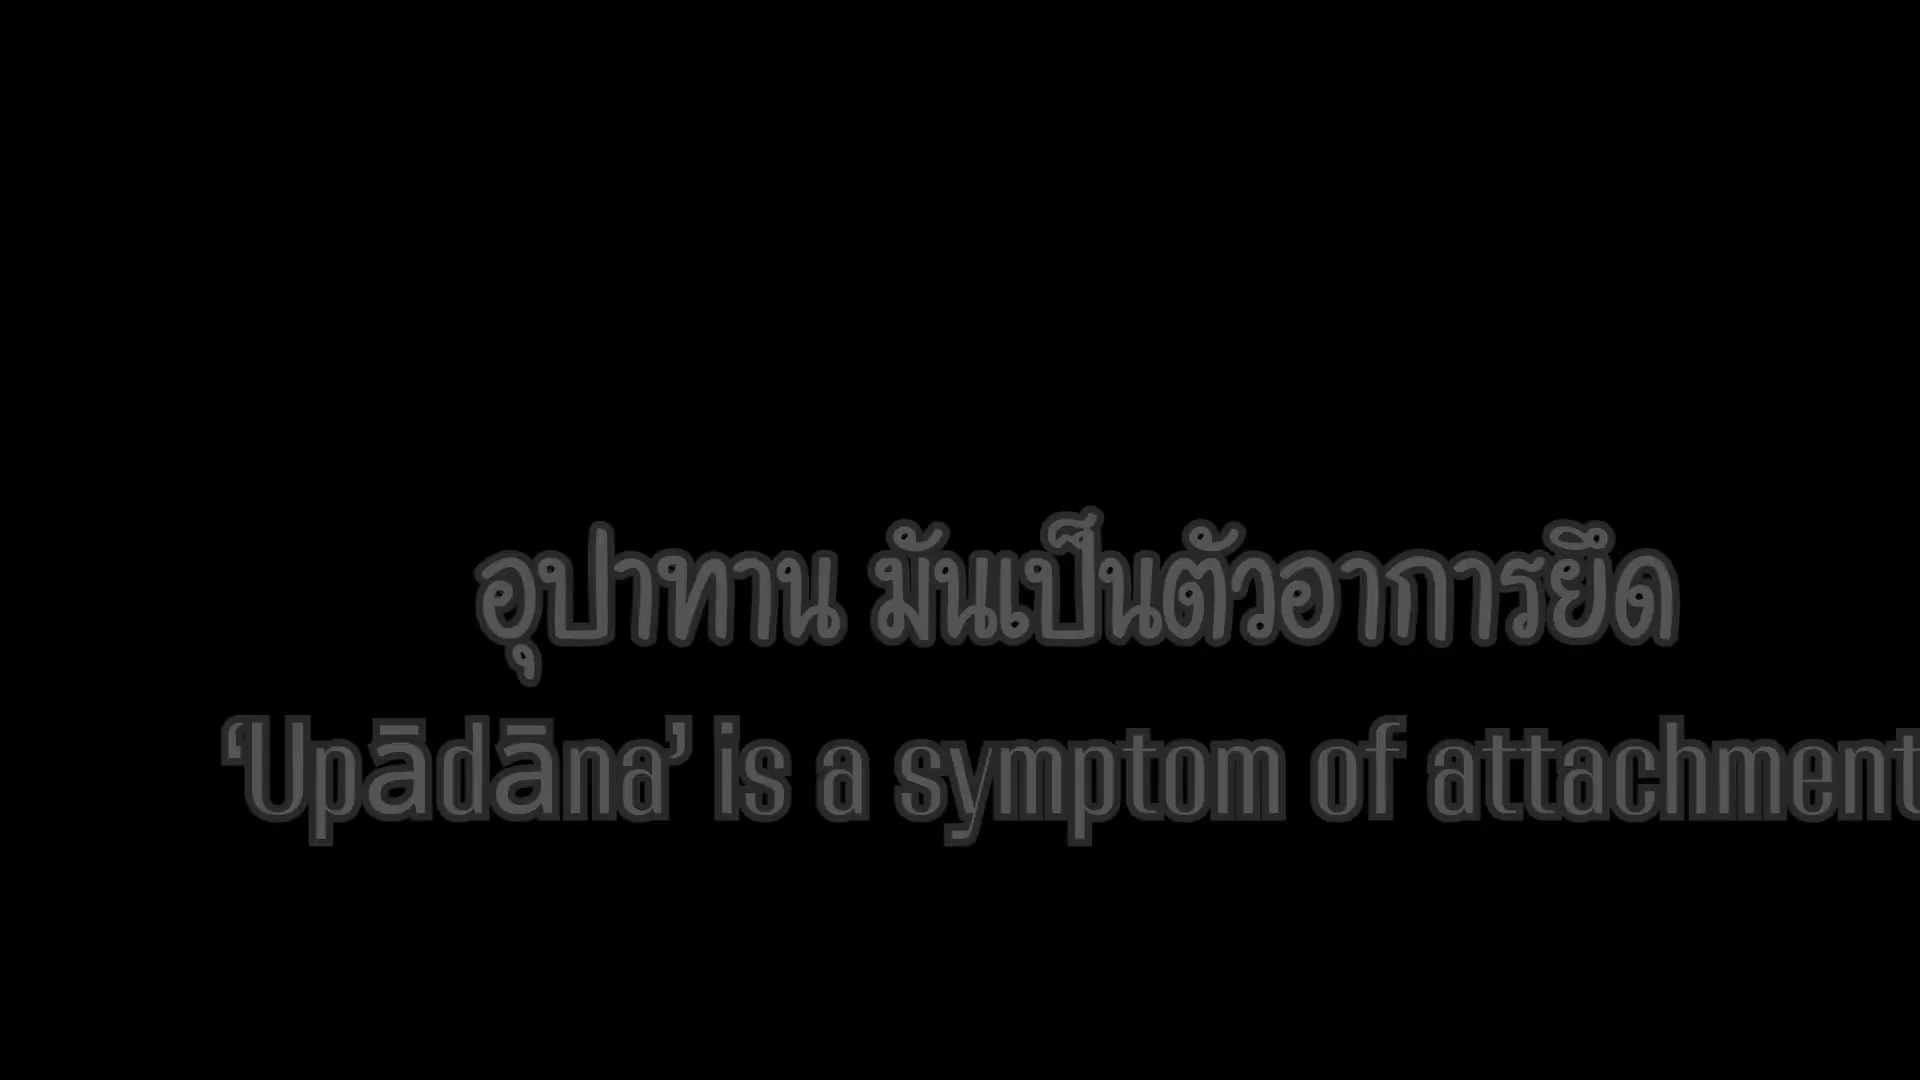 อุปาทาน มันเป็นตัวอาการยึด
‘Upādāna’ is a symptom of attachment